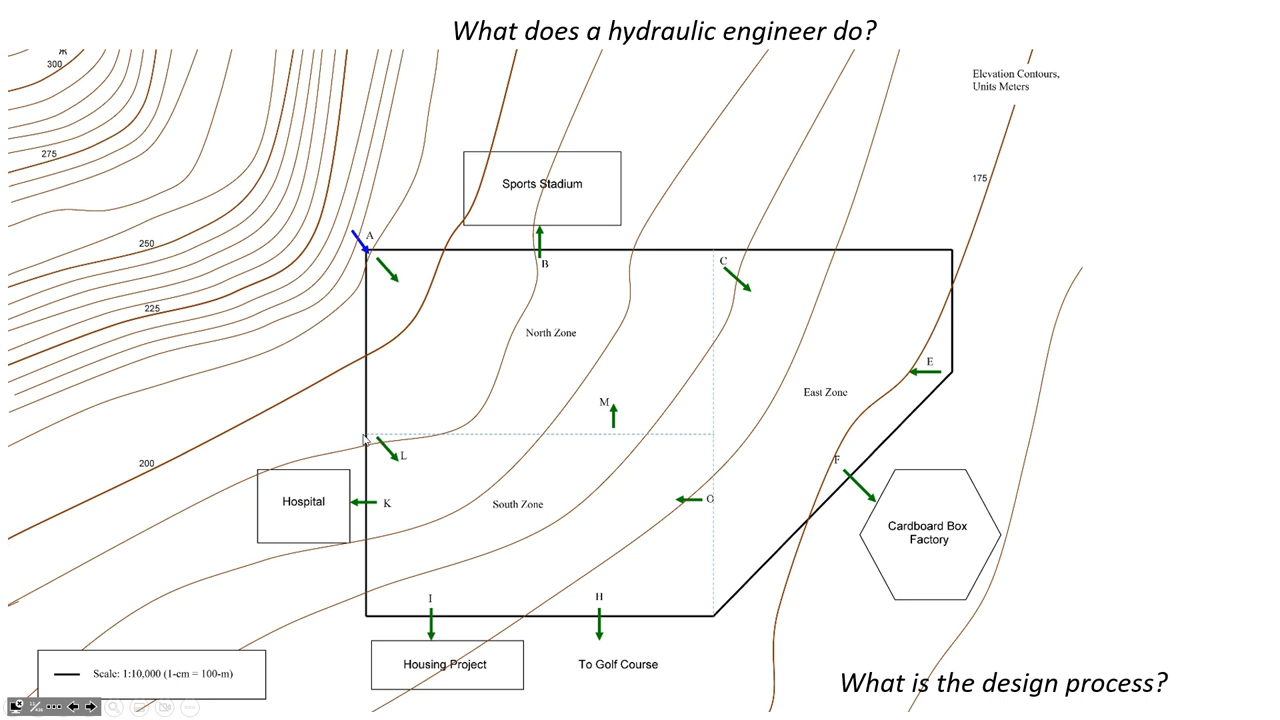 What does a hydraulic engineer do?
300
Elevation Contours,
Units Meters
275
175
Sports Stadium
A
250
B
C
225
North Zone
E
East Zone
M
L
200
F
Hospital
K
South Zone
O
Cardboard Box
Factory
I
H
Housing Project
To Golf Course
Scale: 1:10,000 (1-cm = 100-m)
What is the design process?